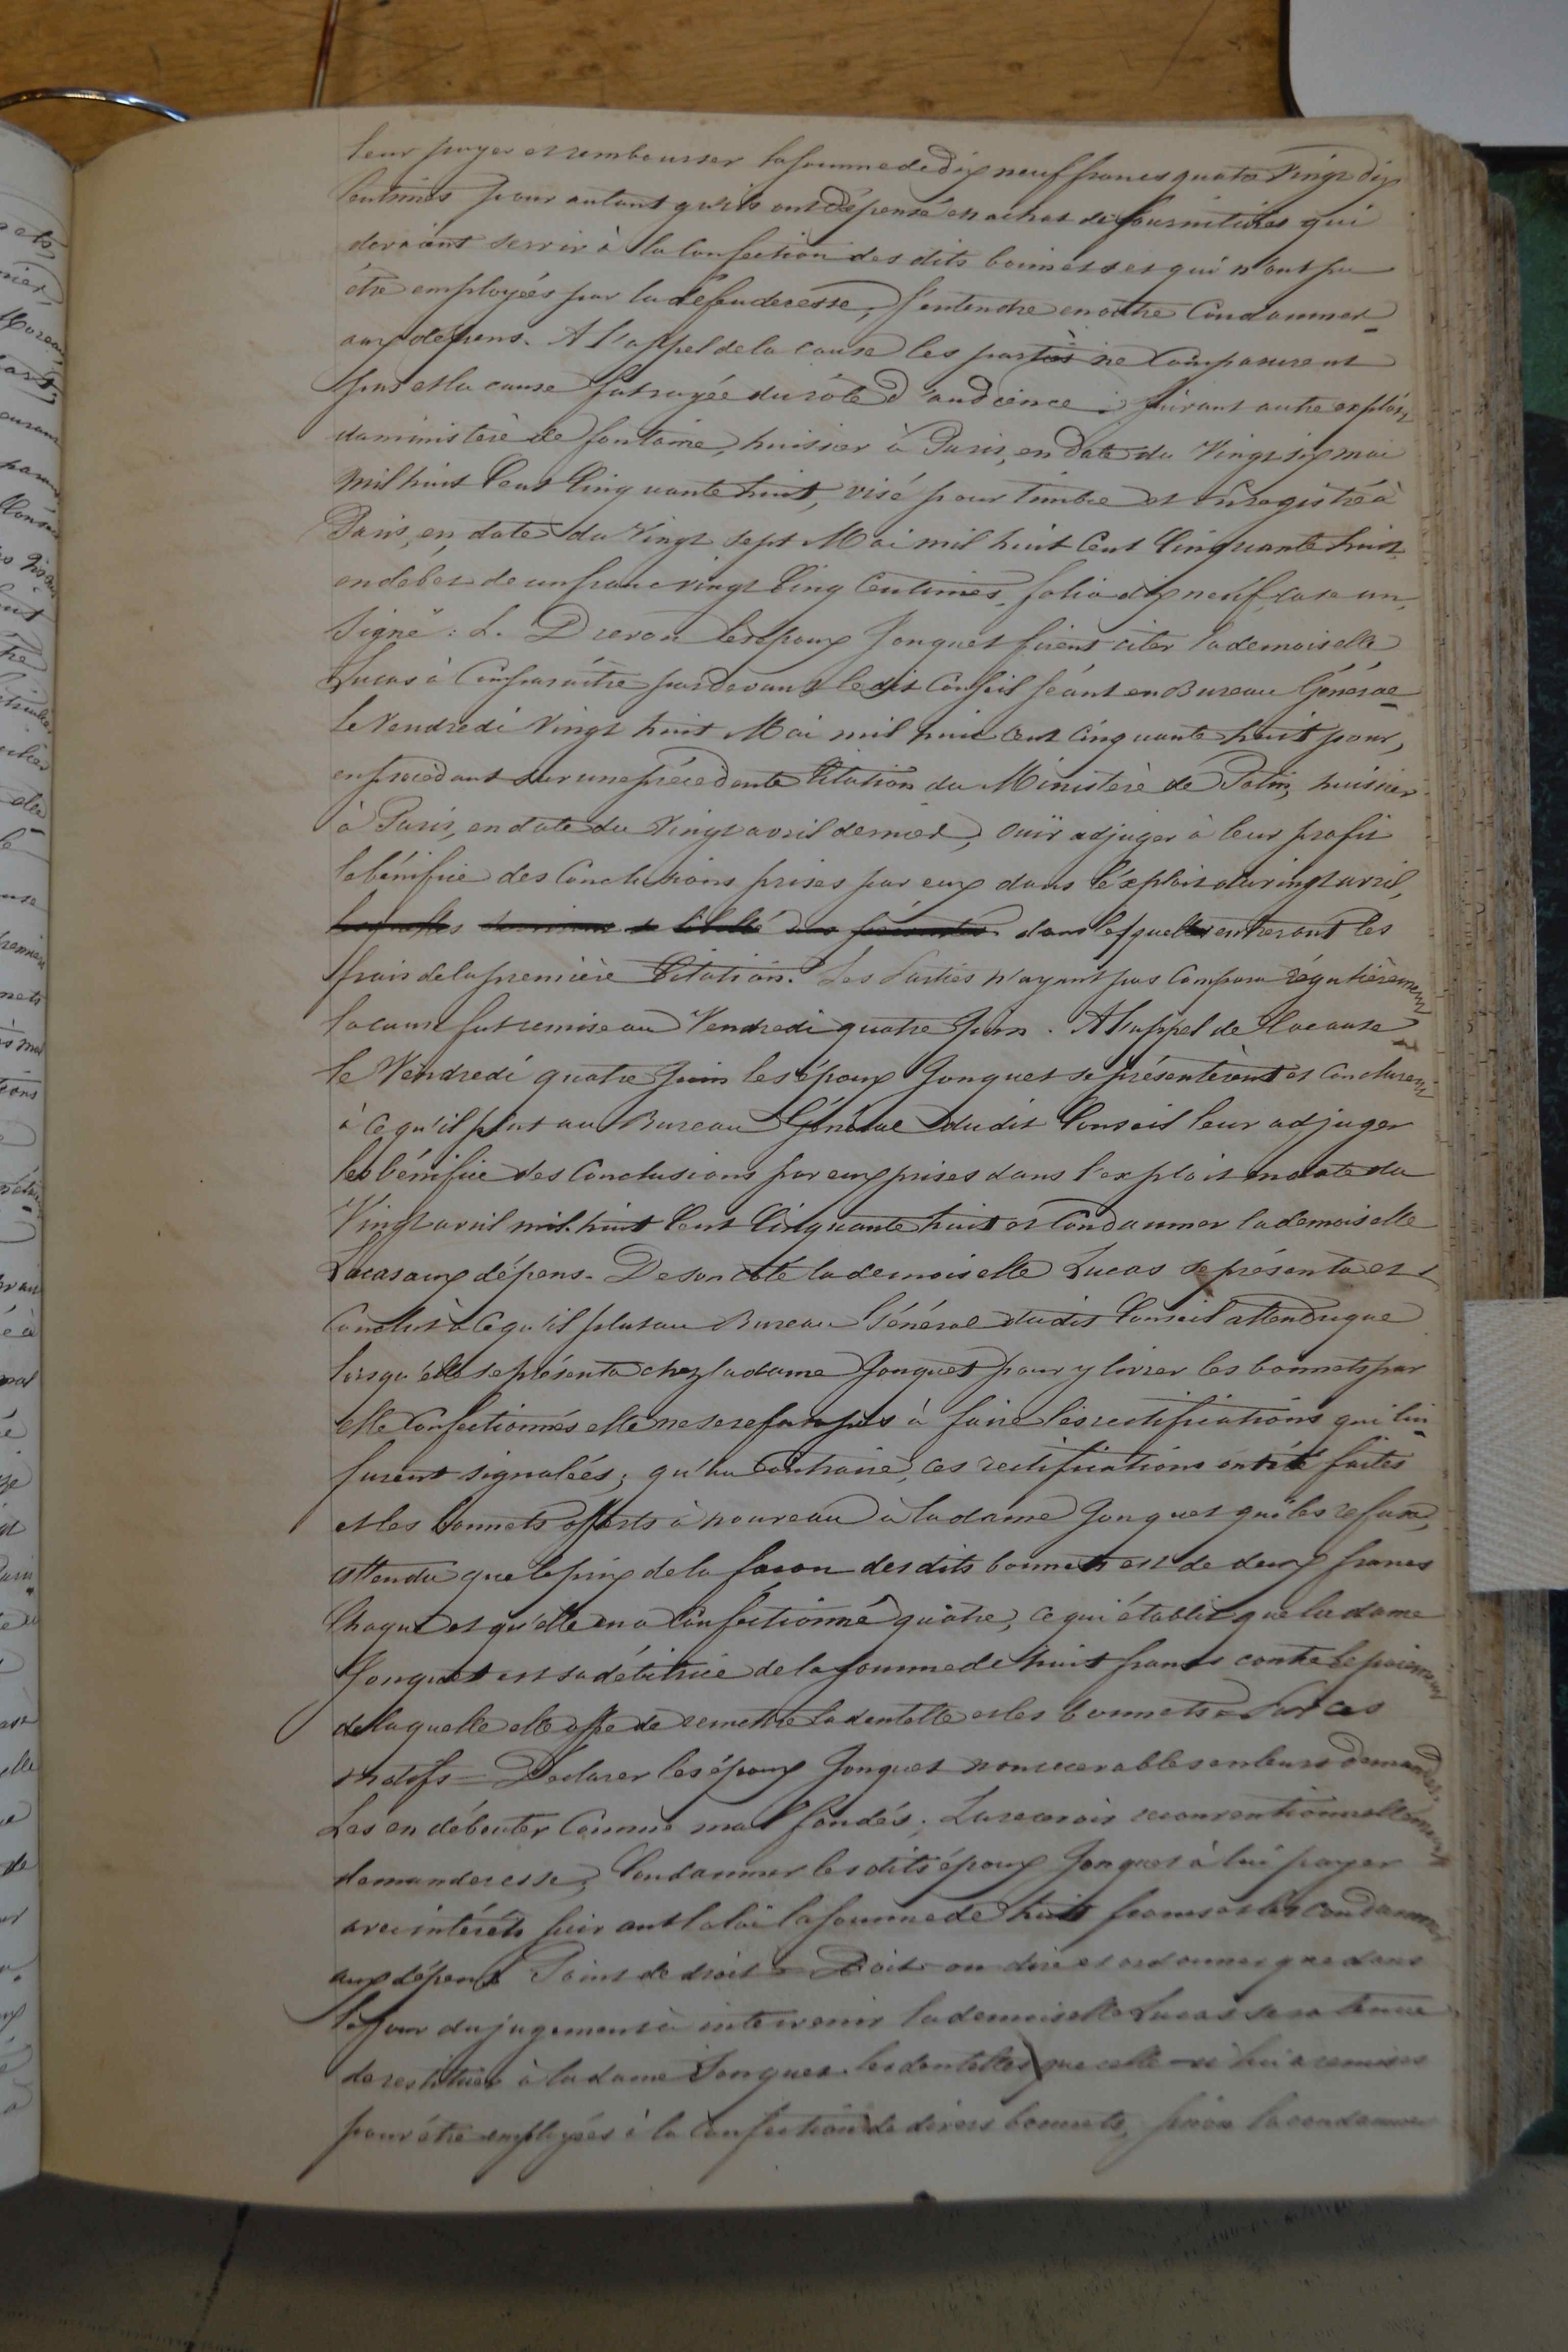 leur payer et rembourser la somme de dix neuf francs quatre vingt dix
Centimes pour autant qu'ils ont dépensé en achat de fournitures qui
devaient servir à la Confection des dits bonnets et qui n'ont pu
être employées par la défenderesse, S'entendre en outre Condamner
aux dépens. A l'appel de la cause les parties ne Comparurent
pas et la cause fut rayée du rôle d'audience. Suivant autre exploit
du ministère de fontaine, huissier à Paris, en date du Vingt six mai
mil huit Cent Cinquante huit, visé pour timbre et Enregistré à
Paris, en date du Vingt sept Mai mil huit Cent Cinquante huit
en débet de un franc vingt Cinq Centimes, folio dix neuf, case un,
Signé : L. Drevon les époux Jonquet firent citer la demoiselle
Lucas à Comparaître par devant ledit Conseil séant en Bureau Général
le Vendredi Vingt huit Mai mil huit cent cinquante huit pour,
en procédant sur une précédente Citation du Ministère de Potin, huissier
à Paris, en date du Vingt avril dernier, ouïr adjuger à leur profit
le bénéfice des Conclusions prises par eux dans l'exploit du vingt avril,
dans lesquelles entreront les
frais de la première Citation. Les Parties n'ayant pas Comparu régulièrement
la cause fut remise au Vendredi quatre Juin. A l'appel de la cause
le Vendredi quatre Juin les époux Jonquet se présentèrent et Conclurent
à ce qu'il plut au Bureau Général dudit Conseil leur adjuger
les bénéfice des Conclusions par eux prises dans l'exploit en date du
Vingt avril mil huit Cent Cinquante huit et Condamner la demoiselle
Lucas aux dépens. De son côté la demoiselle Lucas se présenta et
Conclut à ce qu'il plut au Bureau Général dudit Conseil attendu que
lorsqu'elle se présenta chez la dame Jonquet pour y livrer les bonnets par
elle Confectionnés elle ne se refusa pas à faire les rectifications qui lui
furent signalées; qu'au Contraire, ces rectifications ont été faites
et les bonnets offerts à nouveau à la dame Jonquet qui les refusa,
attendu que le prix de la façon des dits bonnets est de deux francs
Chaque et qu'elle en a Confectionné quatre, ce qui établit que la dame
Jonquet est sa débitrice de la somme de huit francs contre le paiement
de laquelle elle offre de remettre la dentelle et les bonnets = Par ces
motifs = Déclarer les époux Jonquet non recevables en leurs demandes,
Les en débouter Comme mal fondés; La recevoir reconventionnellement
demanderesse, Condamner les dits époux Jonquet à lui payer
avec intérêts suivant la loi la somme de huit francs et les condamner
aux dépens Point de droit = Doit-on dire et ordonner que dans
le jour du jugement à intervenir la demoiselle Lucas sera tenue
de restituer à la dame Jonquet les dentelles que celle-ci lui a remises
pour être employées à la Confection de divers bonnets, sinon la condamner